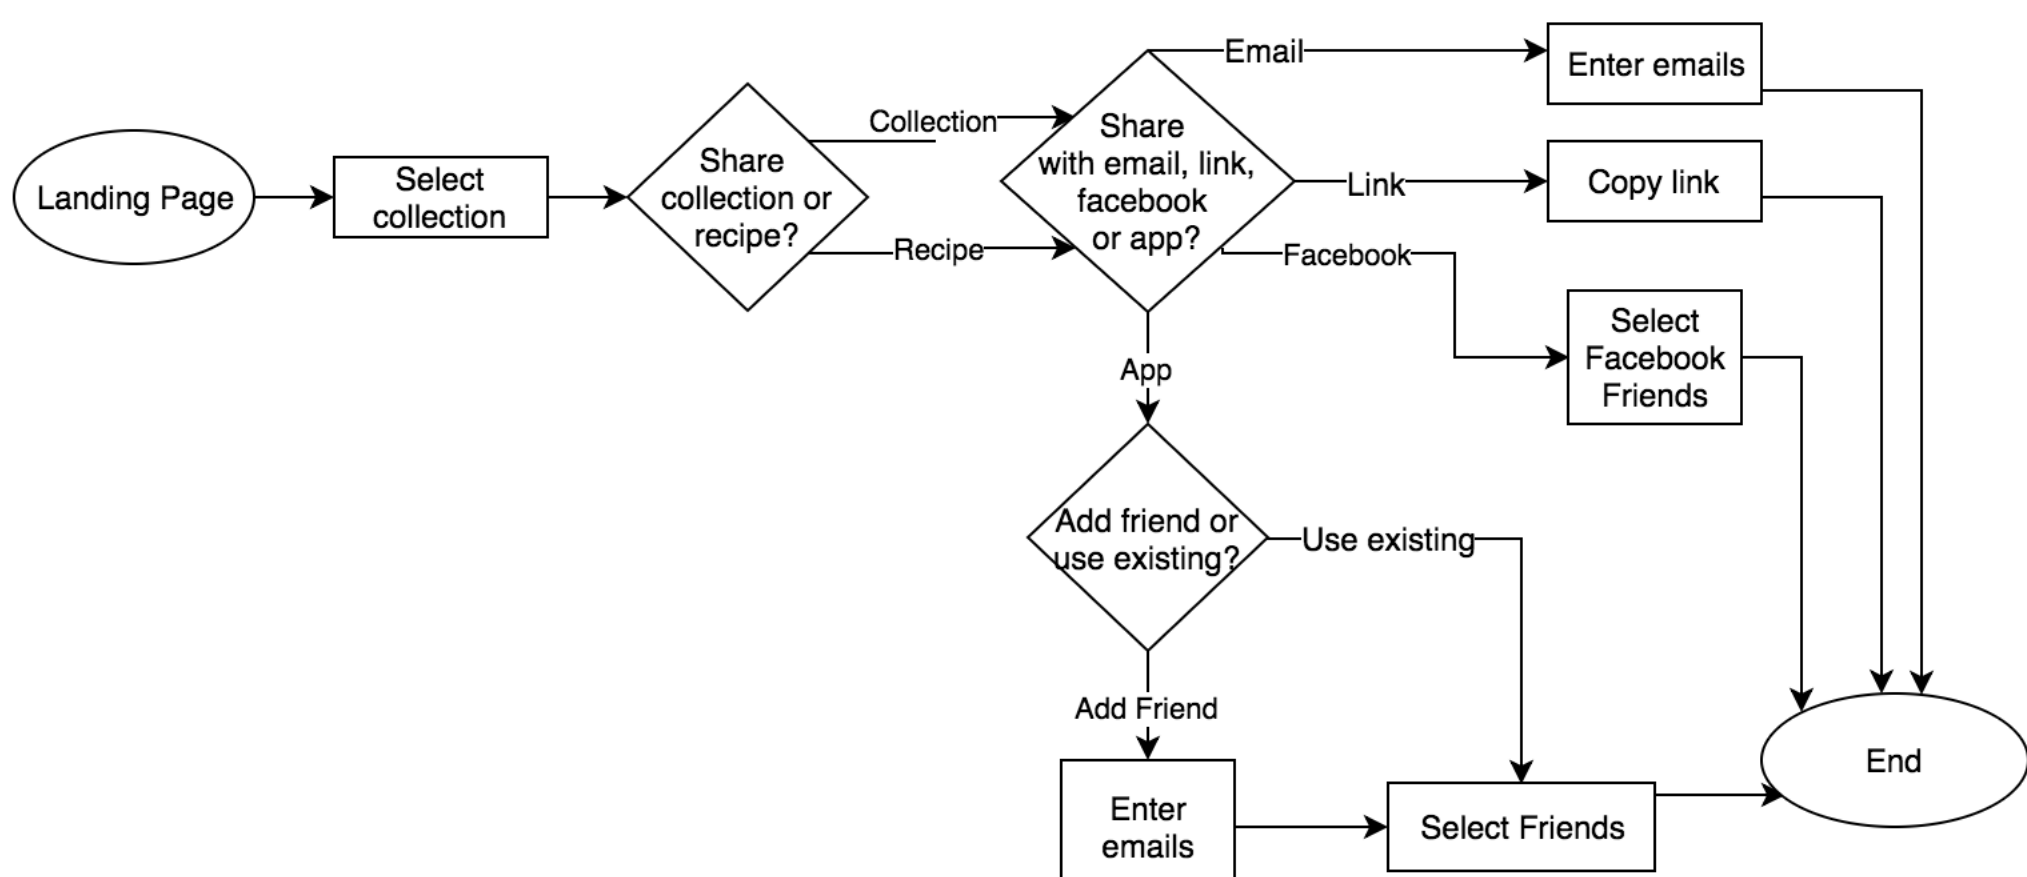 Landing Page
Select
collection
Share
collection or
recipe?
Collection
Recipe
Share
with email, link,
facebook
or app?
Email
Enter emails
Link
Copy link
Facebook
Select
Facebook
Friends
App
Add friend or
use existing?
Use existing
Add Friend
Enter
emails
Select Friends
End